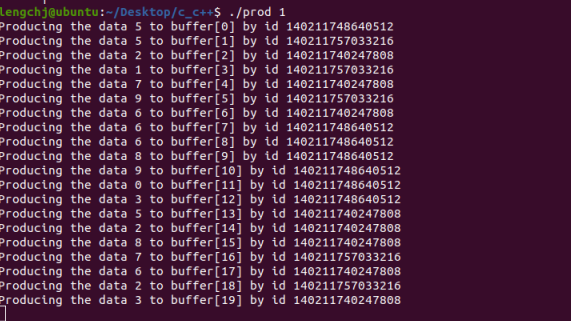 lengchj@ubuntu:~/Desktop/c_c++$ ./prod 1
Producing the data 5 to buffer[0] by id 140211748640512
Producing the data 5 to buffer[1] by id 140211757033216
Producing the data 2 to buffer[2] by id 140211740247808
Producing the data 1 to buffer[3] by id 140211757033216
Producing the data 7 to buffer[4] by id 140211740247808
Producing the data 9 to buffer[5] by id 140211757033216
Producing the data 6 to buffer[6] by id 140211740247808
Producing the data 6 to buffer[7] by id 140211748640512
Producing the data 6 to buffer[8] by id 140211748640512
Producing the data 8 to buffer[9] by id 140211748640512
Producing the data 9 to buffer[10] by id 140211748640512
Producing the data 0 to buffer[11] by id 140211748640512
Producing the data 3 to buffer[12] by id 140211748640512
Producing the data 5 to buffer[13] by id 140211740247808
Producing the data 2 to buffer[14] by id 140211740247808
Producing the data 8 to buffer[15] by id 140211740247808
Producing the data 7 to buffer[16] by id 140211757033216
Producing the data 6 to buffer[17] by id 140211740247808
Producing the data 2 to buffer[18] by id 140211757033216
Producing the data 3 to buffer[19] by id 140211740247808